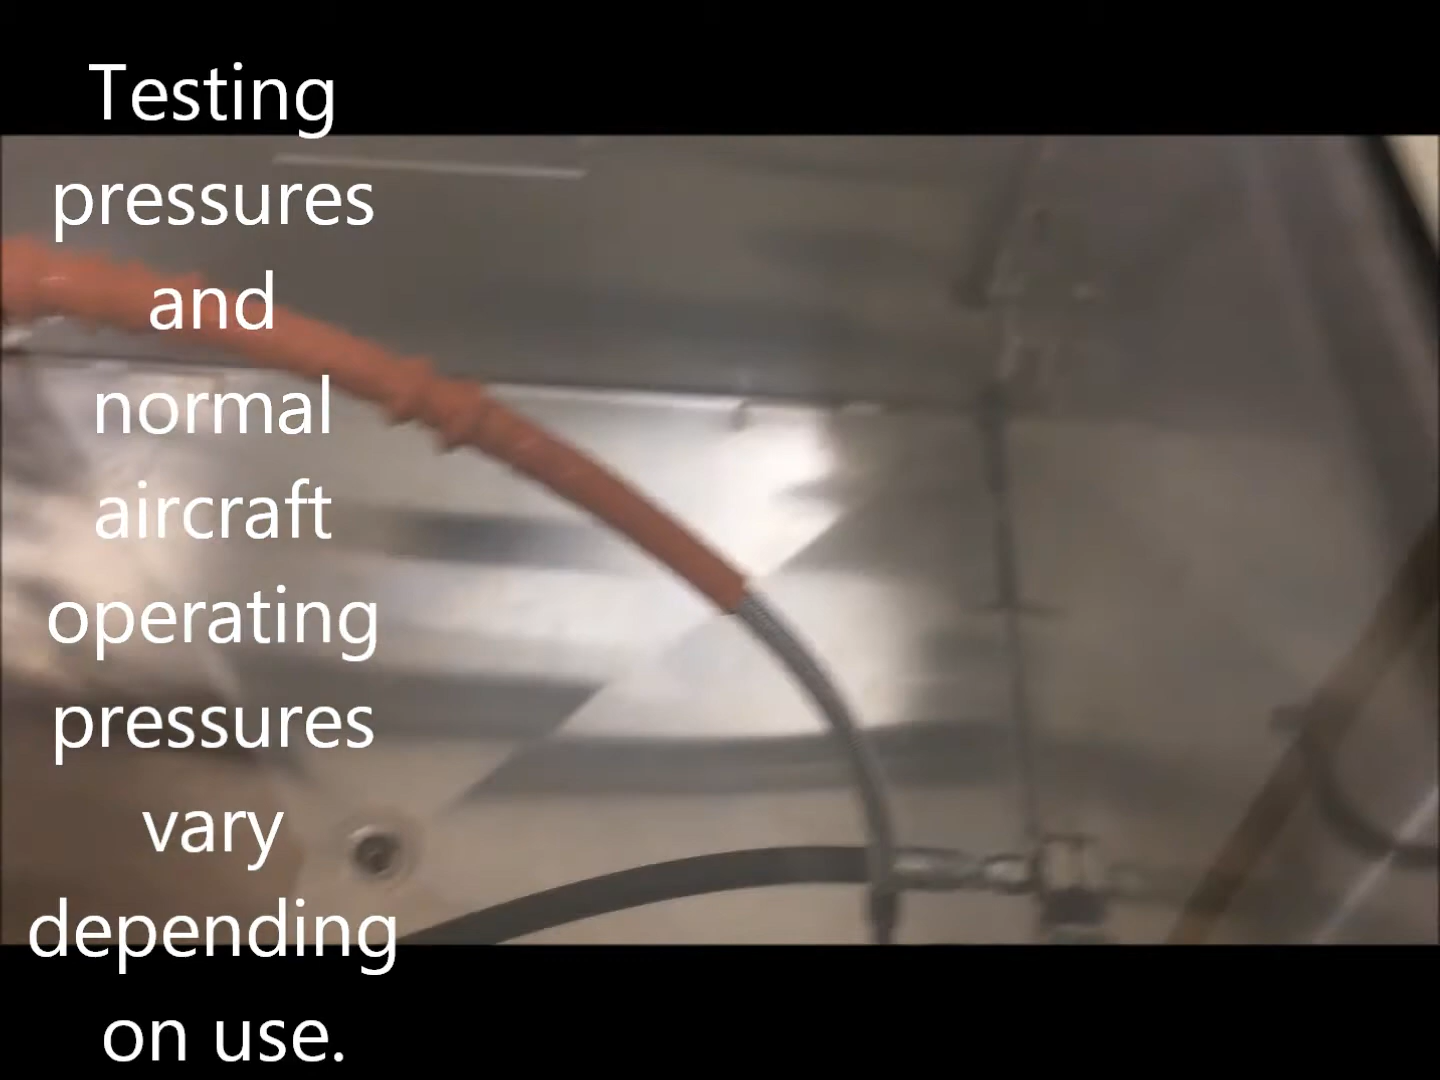 Testing
pressures
and
normal
aircraft
operating
pressures
vary
depending
on use.